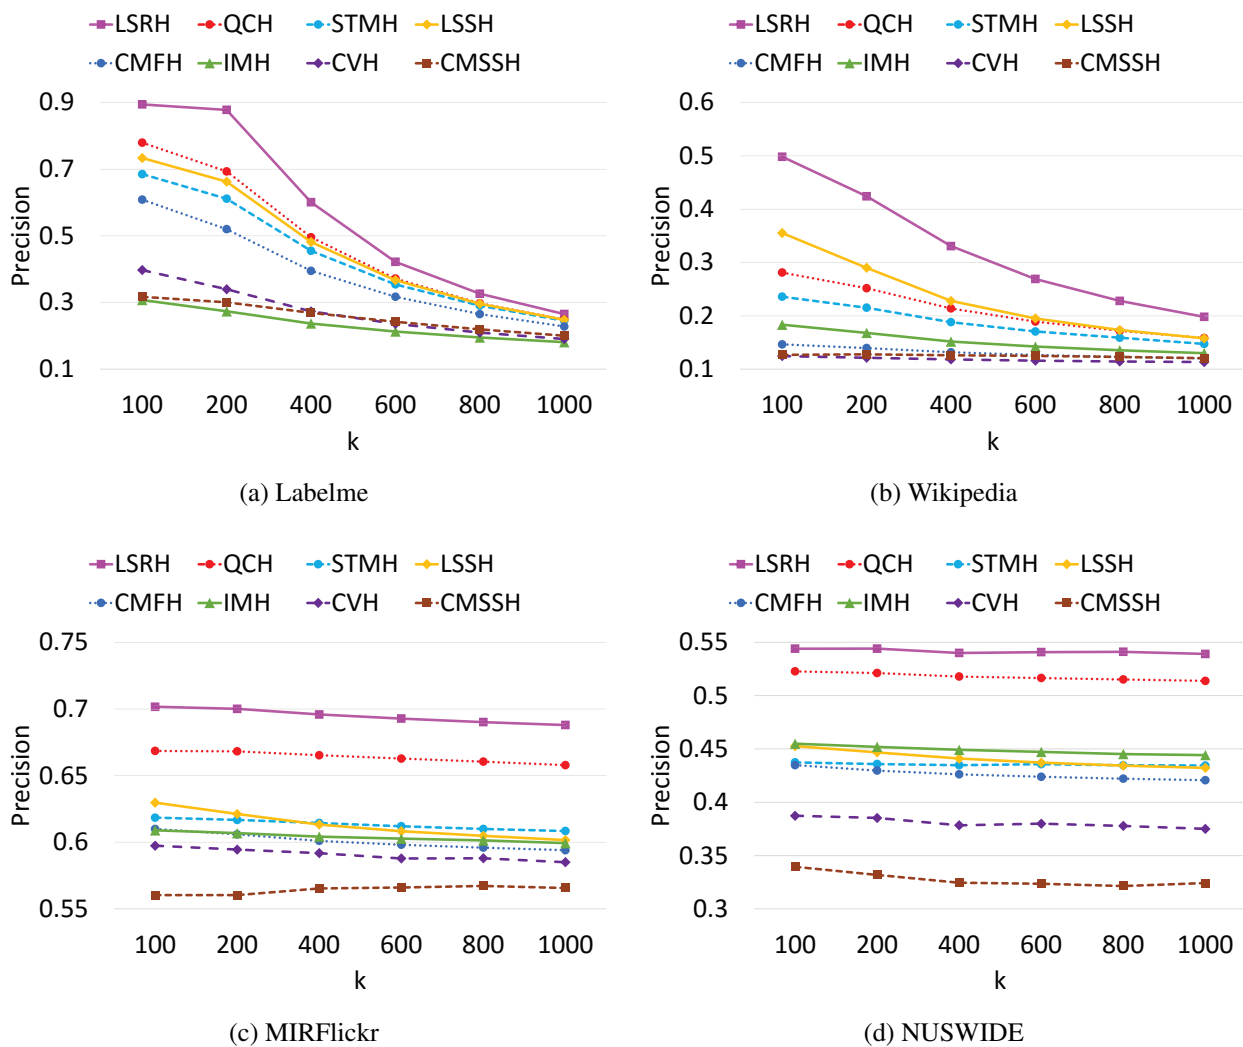 LSRH QCH STMH LSSH
CMFH IMH CVH CMSSH
0.9
0.7
0.5
0.3
0.1
Precision
100 200 400 600 800 1000
k
(a) Labelme
LSRH QCH STMH LSSH
CMFH IMH CVH CMSSH
0.6
0.5
0.4
0.3
0.2
0.1
Precision
100 200 400 600 800 1000
k
(b) Wikipedia
LSRH QCH STMH LSSH
CMFH IMH CVH CMSSH
0.75
0.7
0.65
0.6
0.55
Precision
100 200 400 600 800 1000
k
(c) MIRFlickr
LSRH QCH STMH LSSH
CMFH IMH CVH CMSSH
0.55
0.5
0.45
0.4
0.35
0.3
Precision
100 200 400 600 800 1000
k
(d) NUSWIDE